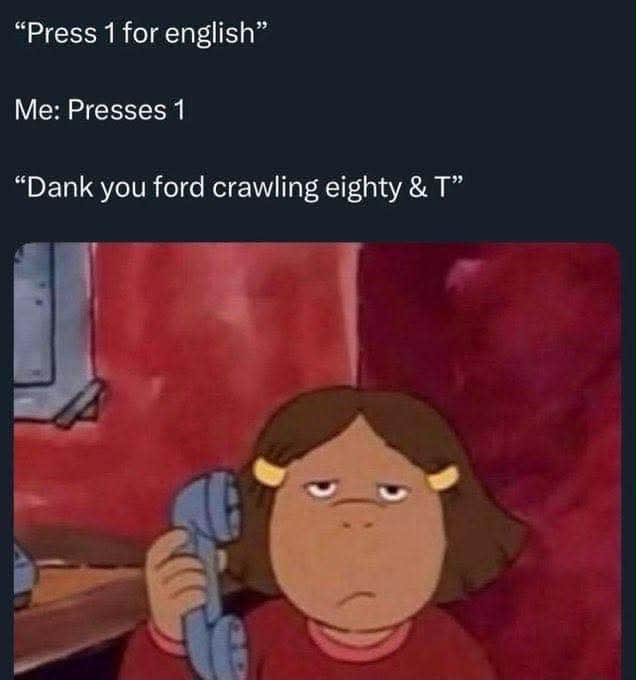 “Press 1 for english”
Me: Presses 1
“Dank you ford crawling eighty & T”